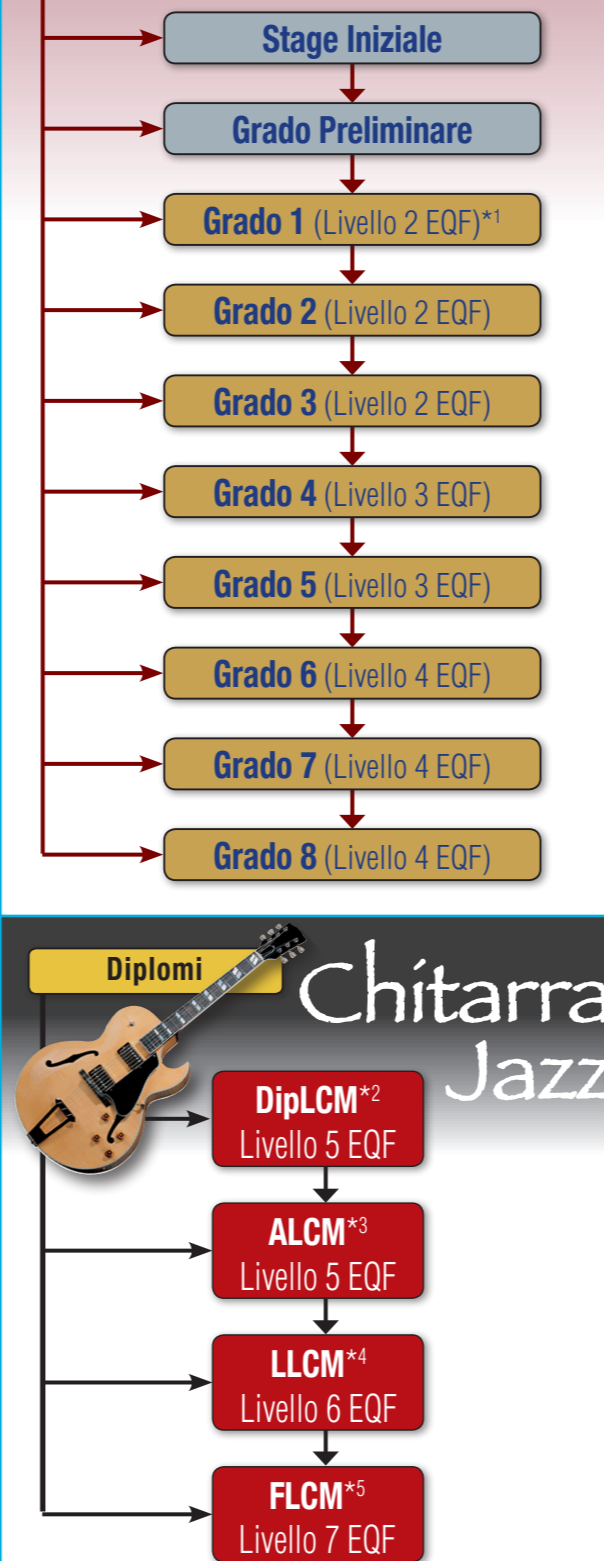 Stage Iniziale
Grado Preliminare
Grado 1 (Livello 2 EQF)*1
Grado 2 (Livello 2 EQF)
Grado 3 (Livello 2 EQF)
Grado 4 (Livello 3 EQF)
Grado 5 (Livello 3 EQF)
Grado 6 (Livello 4 EQF)
Grado 7 (Livello 4 EQF)
Grado 8 (Livello 4 EQF)
Diplomi
Chitarra
Jazz
DipLCM*2
Livello 5 EQF
ALCM*3
Livello 5 EQF
LLCM*4
Livello 6 EQF
FLCM*5
Livello 7 EQF